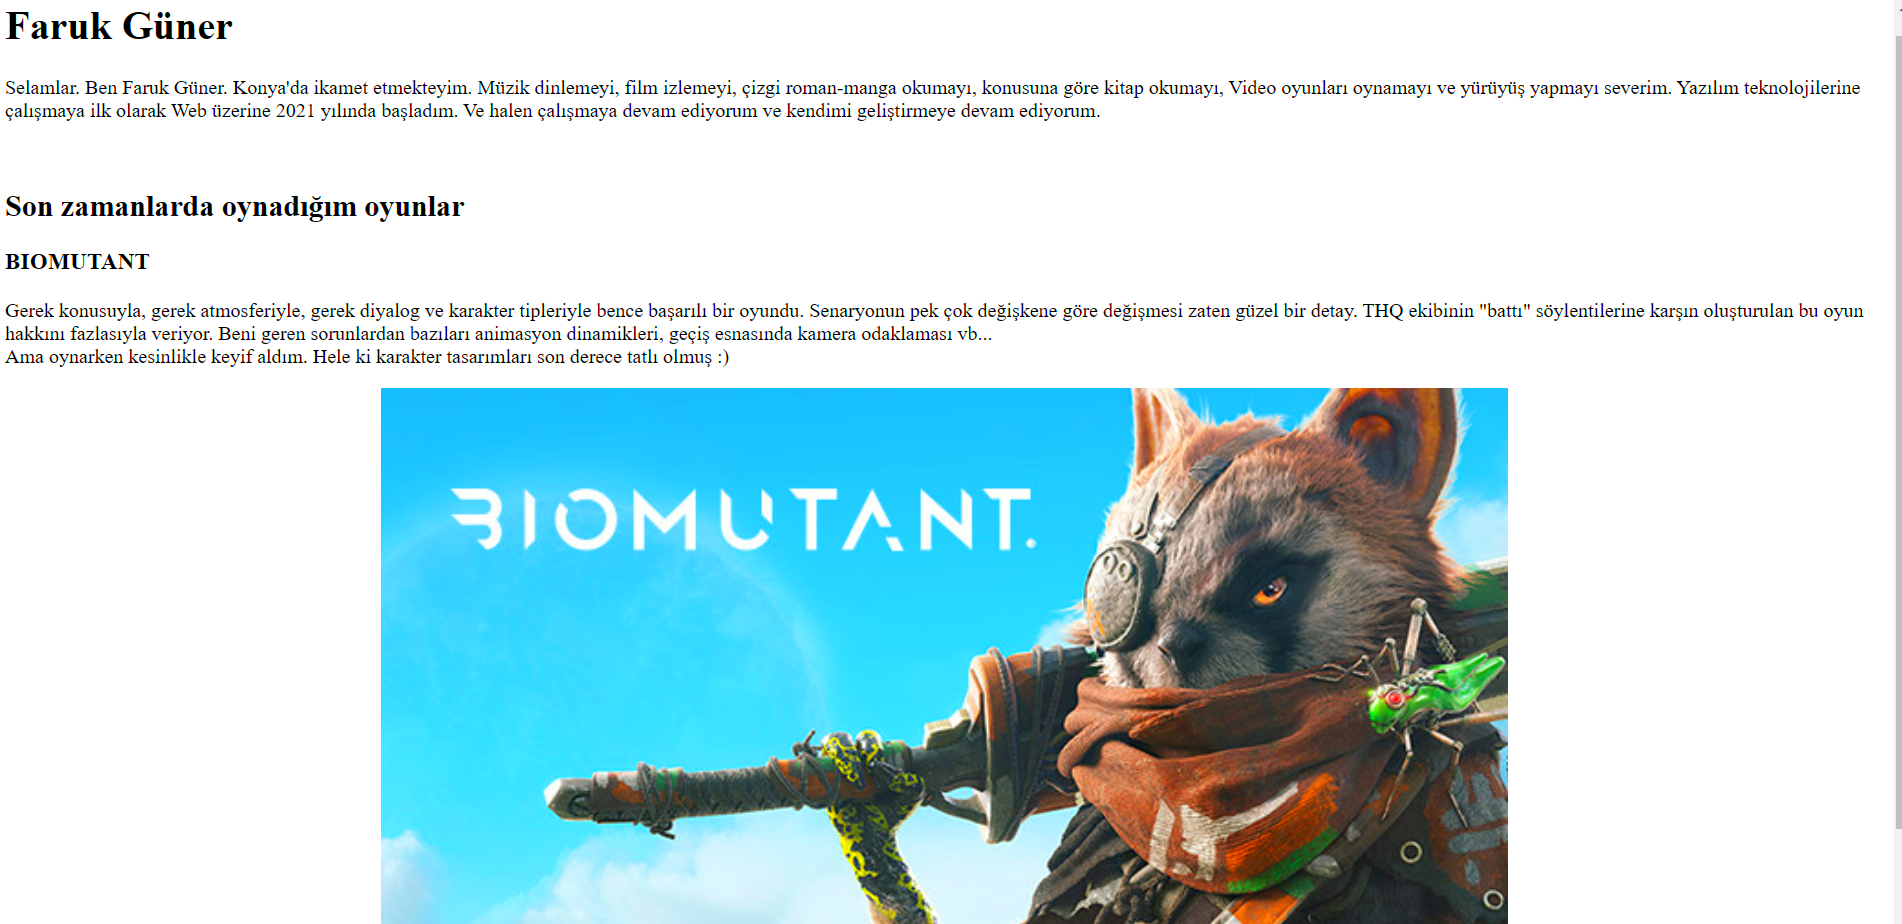 Faruk Güner
Selamlar. Ben Faruk Güner. Konya'da ikamet etmekteyim. Müzik dinlemeyi, film izlemeyi, çizgi roman-manga okumayı, konusuna göre kitap okumayı, Video oyunları oynamayı ve yürüyüş yapmayı severim. Yazılım teknolojilerine
çalışmaya ilk olarak Web üzerine 2021 yılında başladım. Ve halen çalışmaya devam ediyorum ve kendimi geliştirmeye devam ediyorum.
Son zamanlarda oynadığım oyunlar
BIOMUTANT
Gerek konusuyla, gerek atmosferiyle, gerek diyalog ve karakter tipleriyle bence başarılı bir oyundu. Senaryonun pek çok değişkene göre değişmesi zaten güzel bir detay. THQ ekibinin "battı" söylentilerine karşın oluşturulan bu oyun
hakkını fazlasıyla veriyor. Beni geren sorunlardan bazıları animasyon dinamikleri, geçiş esnasında kamera odaklaması vb...
Ama oynarken kesinlikle keyif aldım. Hele ki karakter tasarımları son derece tatlı olmuş :)
BIOMUTANT.